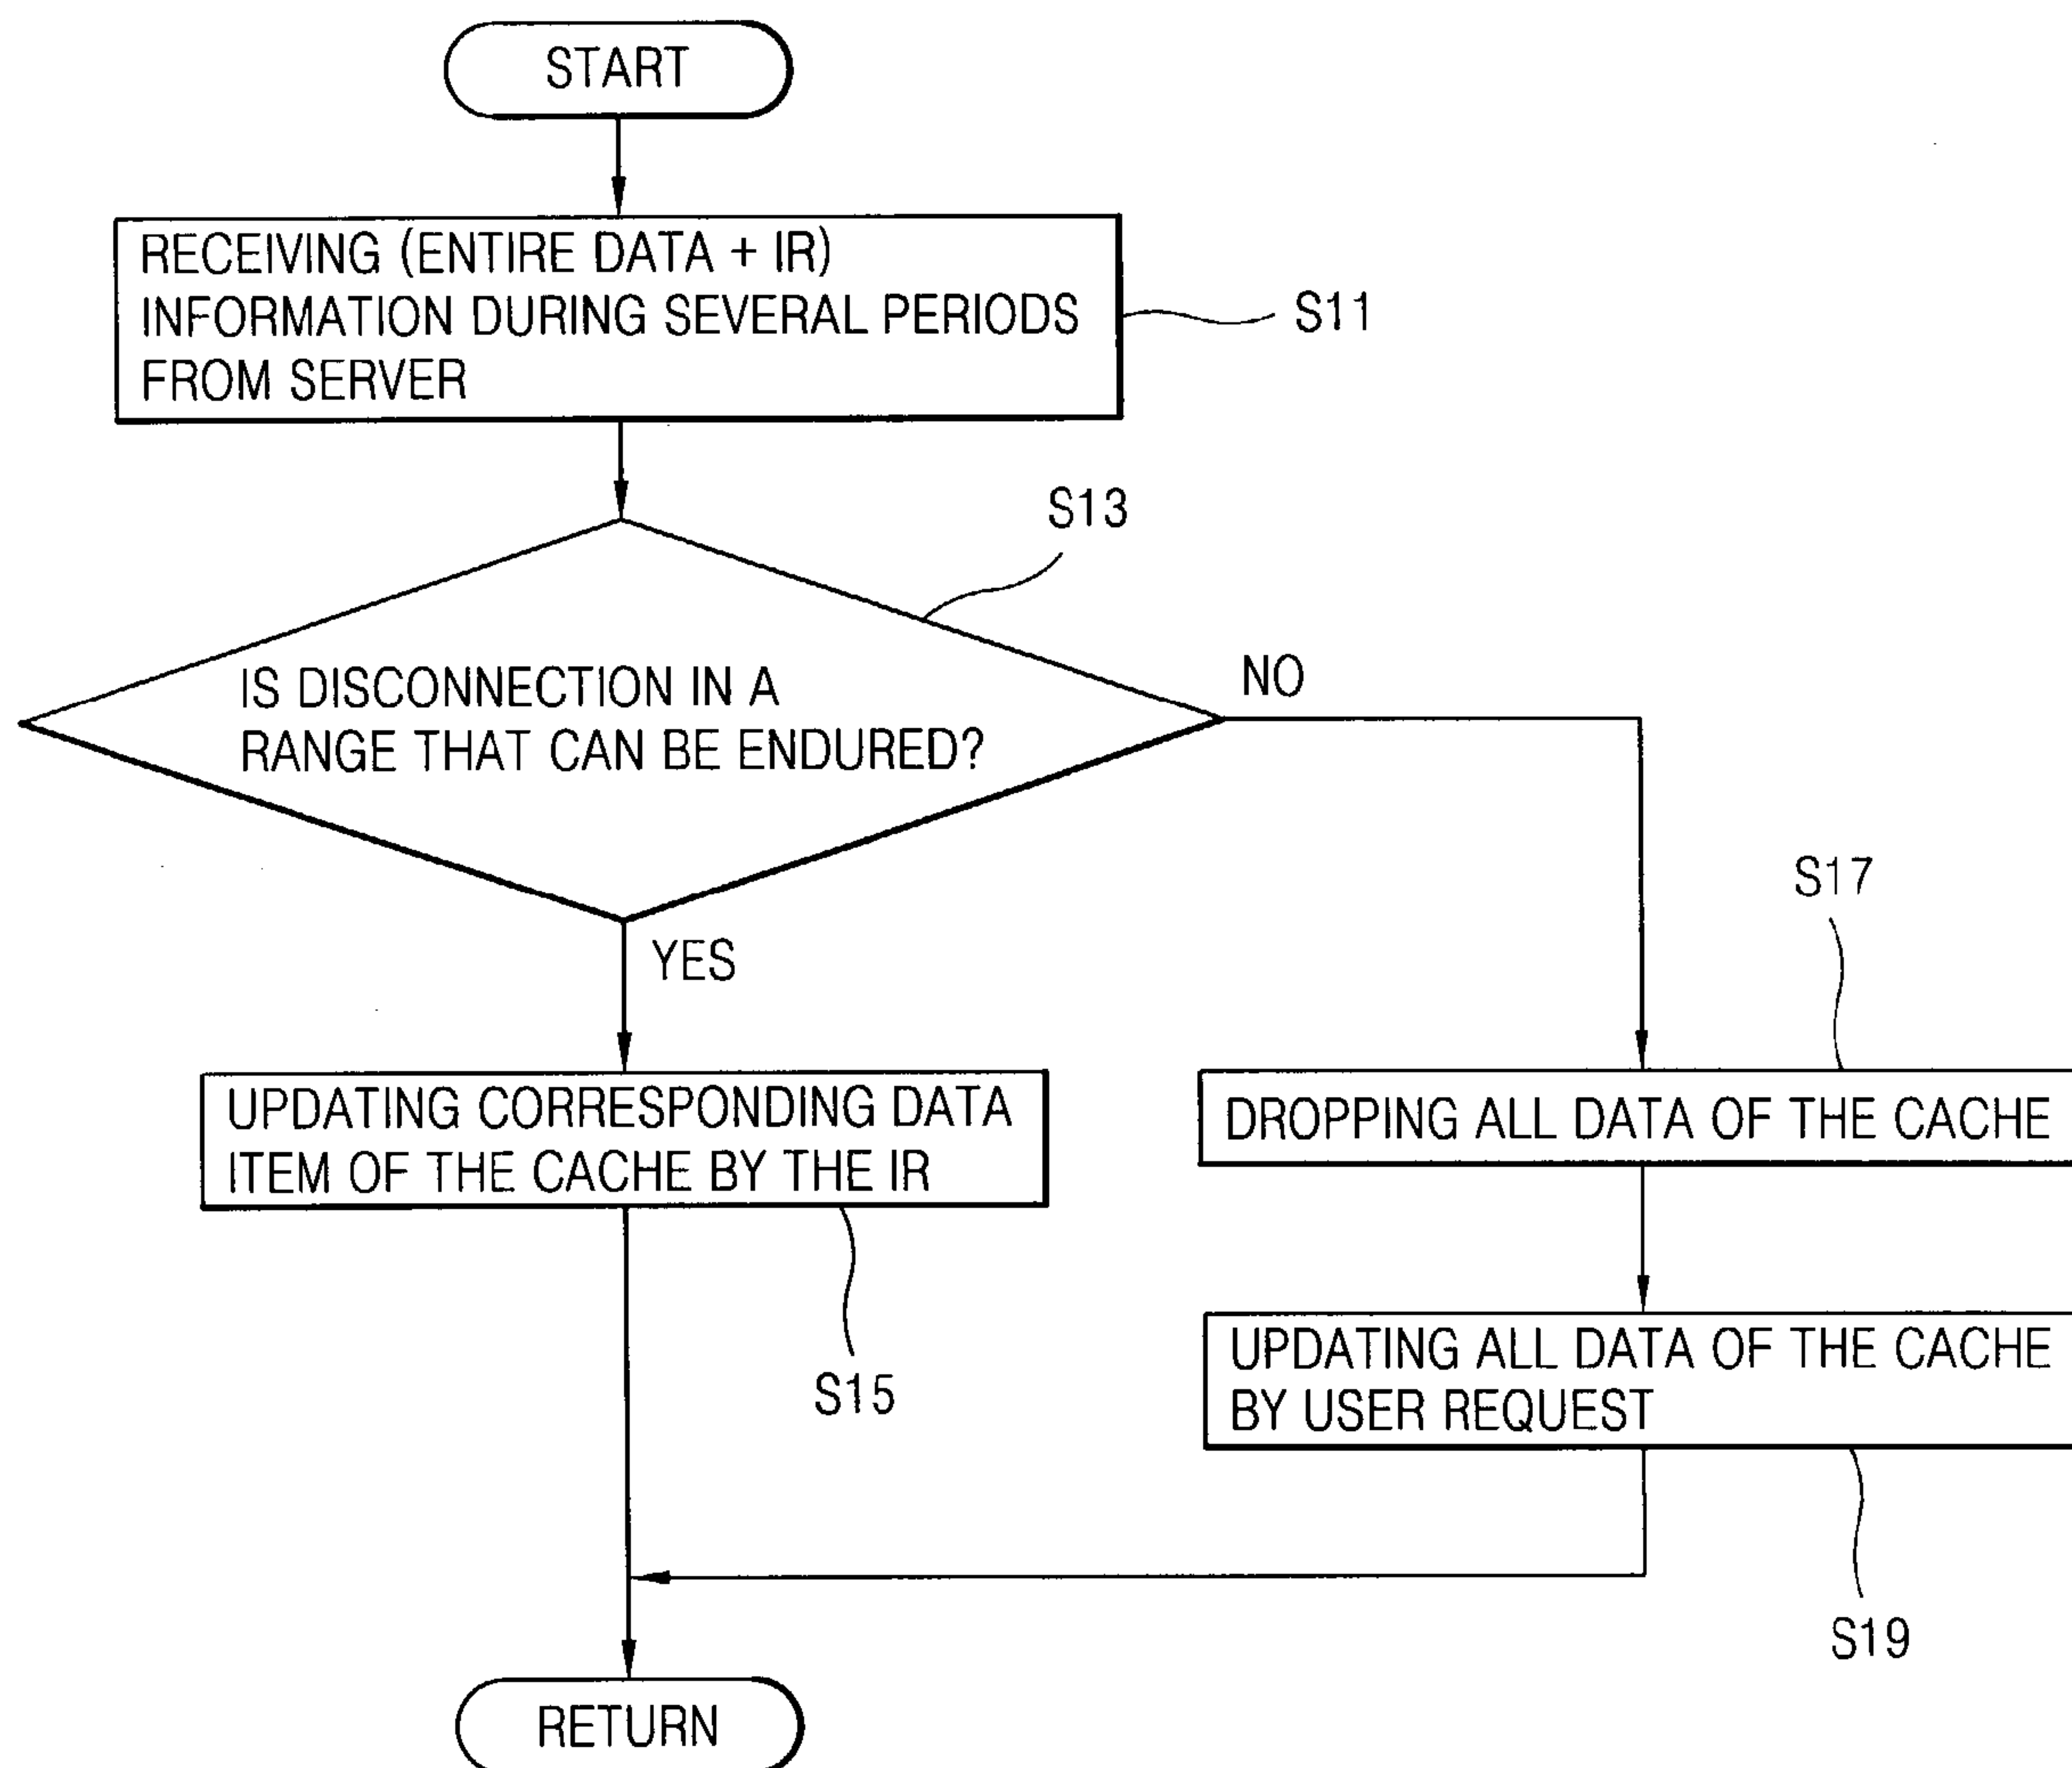 START
RECEIVING (ENTIRE DATA + IR)
INFORMATION DURING SEVERAL PERIODS
FROM SERVER
S11
S13
IS DISCONNECTION IN A
RANGE THAT CAN BE ENDURED?
NO
YES
S17
UPDATING CORRESPONDING DATA
ITEM OF THE CACHE BY THE IR
S15
DROPPING ALL DATA OF THE CACHE
UPDATING ALL DATA OF THE CACHE
BY USER REQUEST
S19
RETURN